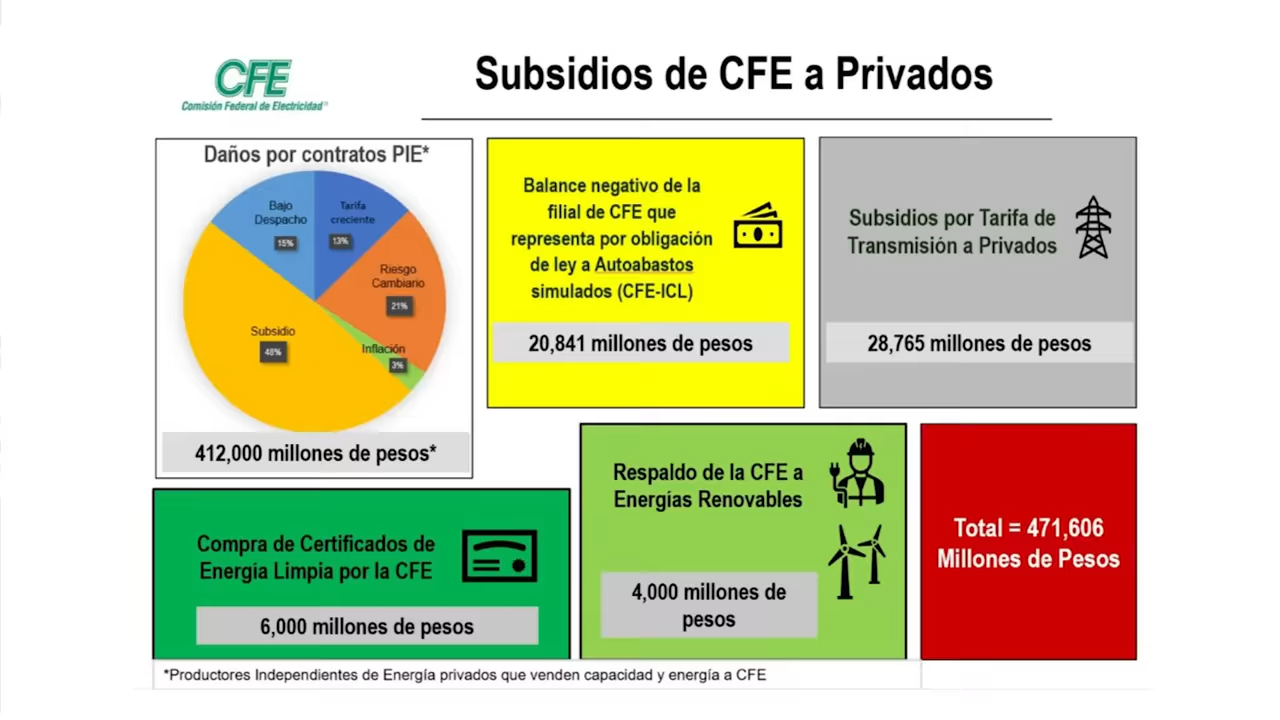 CFE
Comisión Federal de Electricidad®
Subsidios de CFE a Privados
Daños por contratos PIE*
Bajo
Despacho
15%
Tarifa
creciente
13%
Riesgo
Cambiario
21%
Subsidio
48%
Inflación
3%
412,000 millones de pesos*
Balance negativo de la
filial de CFE que
representa por obligación
de ley a Autoabastos
simulados (CFE-ICL)
20,841 millones de pesos
Subsidios por Tarifa de
Transmisión a Privados
28,765 millones de pesos
Compra de Certificados de
Energía Limpia por la CFE
6,000 millones de pesos
Respaldo de la CFE a
Energías Renovables
4,000 millones de
pesos
Total = 471,606
Millones de Pesos
*Productores Independientes de Energía privados que venden capacidad y energía a CFE